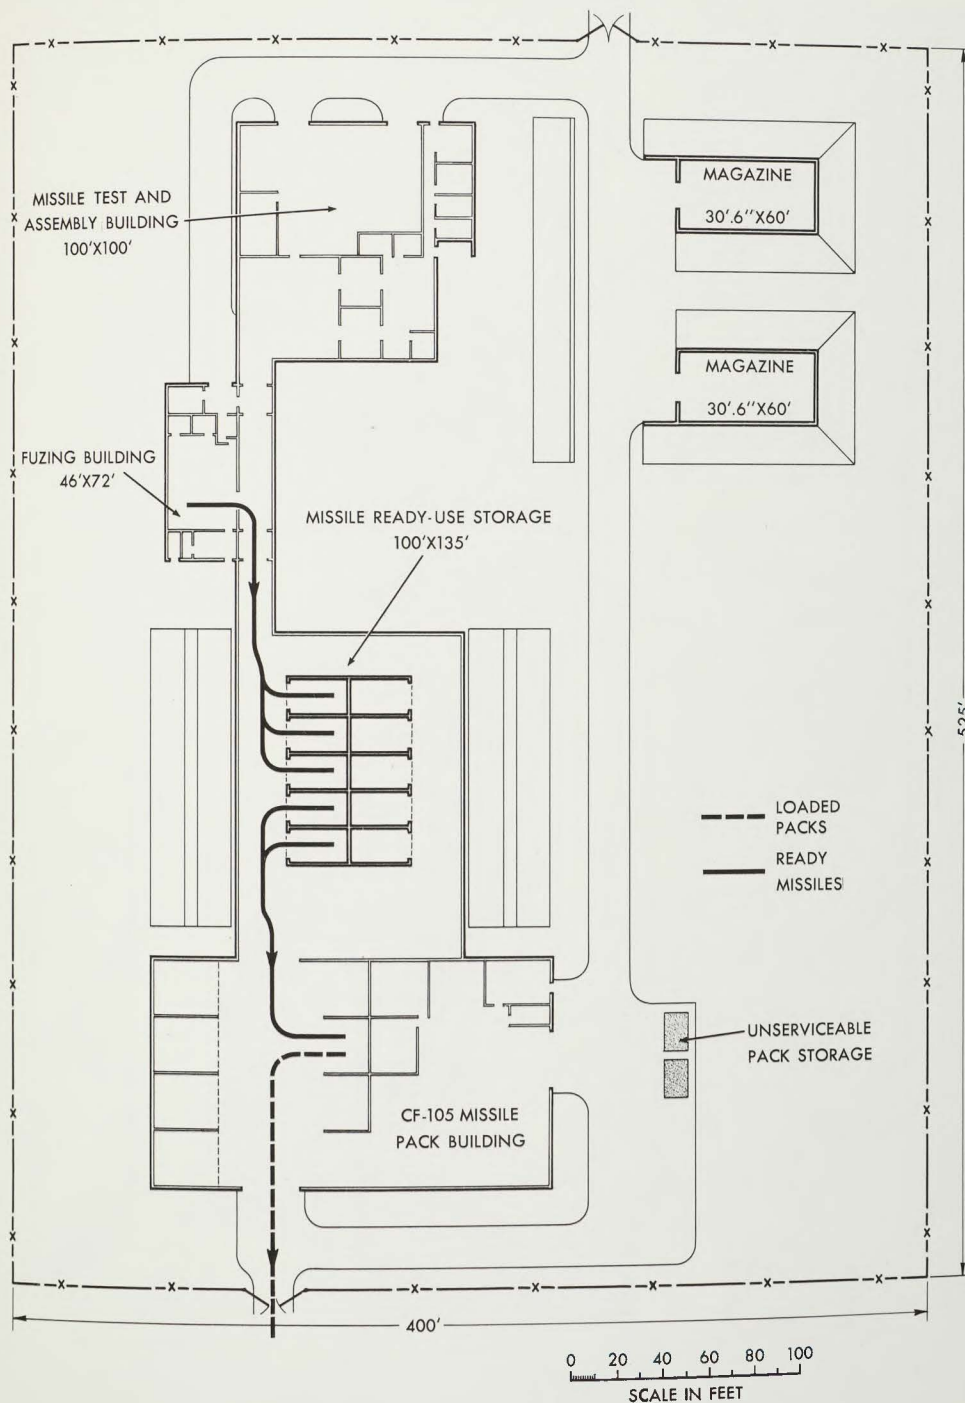 MISSILE TEST AND
ASSEMBLY BUILDING
100'X100'
MAGAZINE
30'.6''X60'
MAGAZINE
30'.6''X60'
FUZING BUILDING
46'X72'
MISSILE READY-USE STORAGE
100'X135'
525'
LOADED
PACKS
READY
MISSILES
UNSERVICEABLE
PACK STORAGE
CF-105 MISSILE
PACK BUILDING
400'
0 20 40 60 80 100
SCALE IN FEET